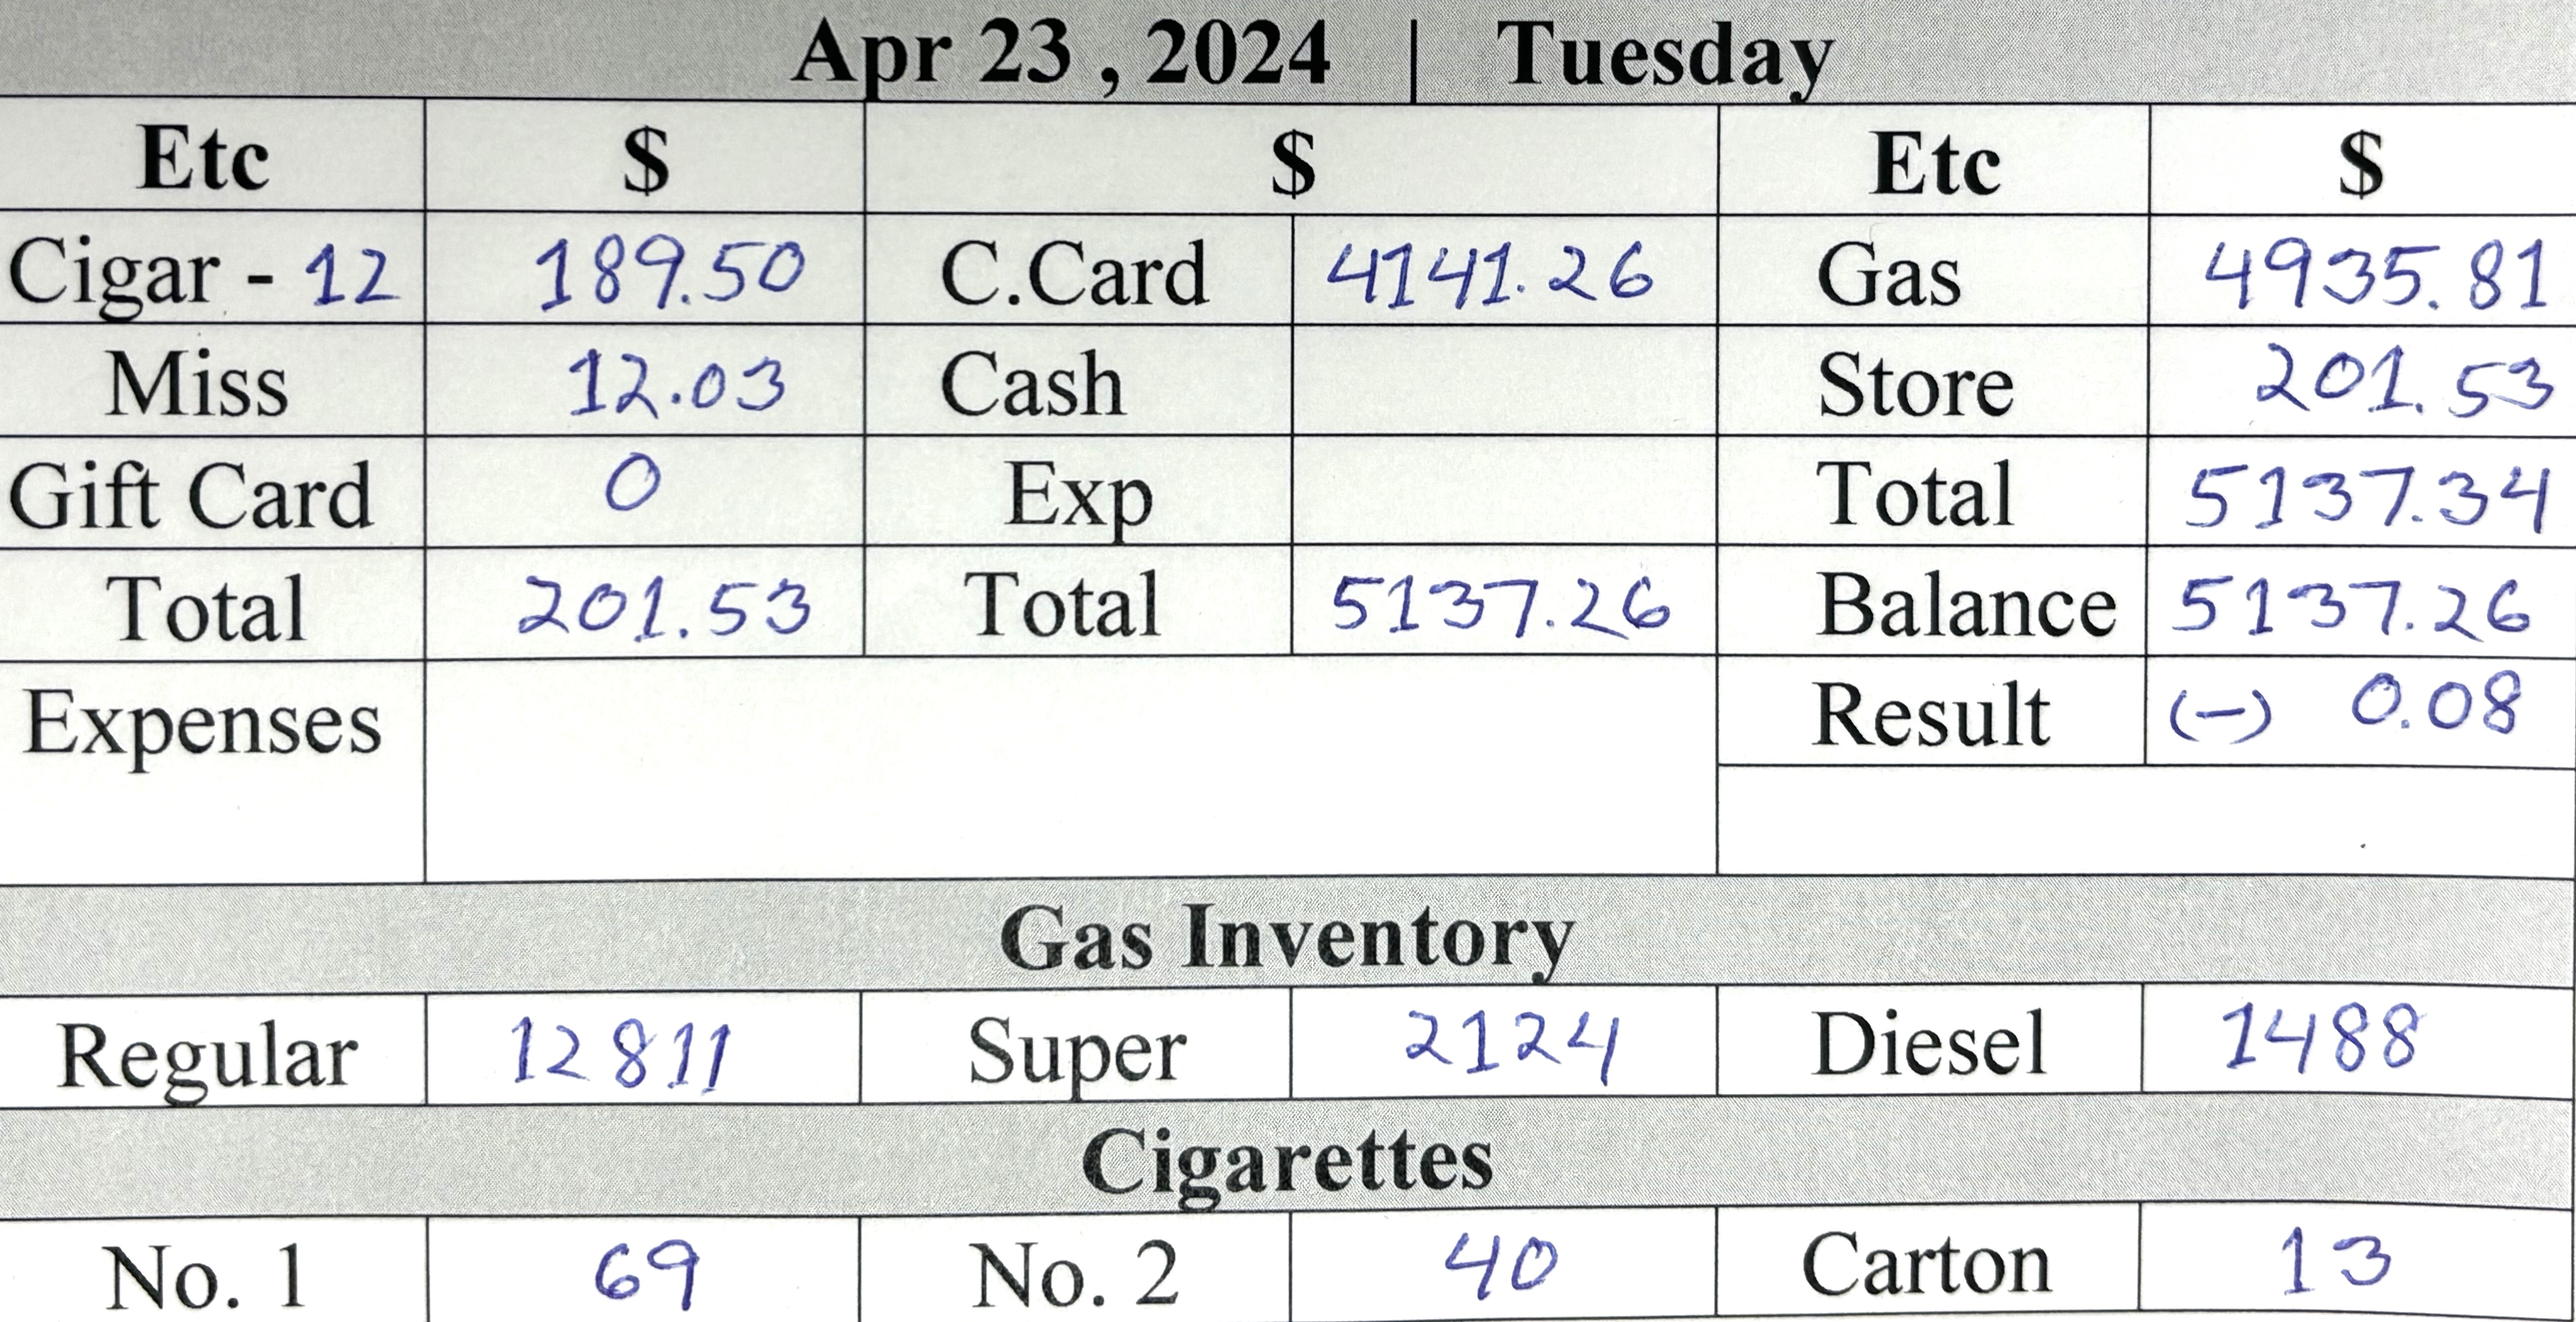 Apr 23 , 2024 | Tuesday
Etc $ $ Etc $
Cigar - 12 189.50 C.Card 4141.26 Gas 4935.81
Miss 12.03 Cash Store 201.53
Gift Card 0 Exp Total 5137.34
Total 201.53 Total 5137.26 Balance 5137.26
Expenses Result (-) 0.08
Gas Inventory
Regular 12811 Super 2124 Diesel 1488
Cigarettes
No. 1 69 No. 2 40 Carton 13